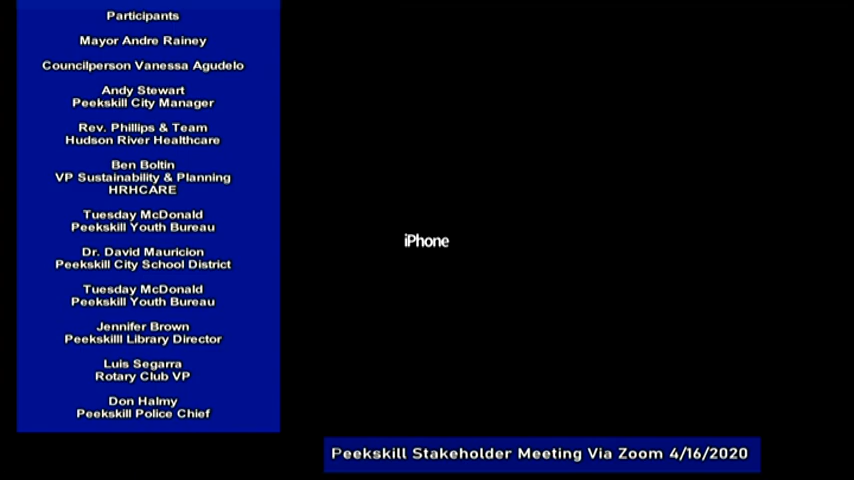 Participants
Mayor Andre Rainey
Councilperson Vanessa Agudelo
Andy Stewart
Peekskill City Manager
Rev. Phillips & Team
Hudson River Healthcare
Ben Boltin
VP Sustainability & Planning
HRHCARE
Tuesday McDonald
Peekskill Youth Bureau
Dr. David Mauricion
Peekskill City School District
Tuesday McDonald
Peekskill Youth Bureau
Jennifer Brown
Peekskilll Library Director
Luis Segarra
Rotary Club VP
Don Halmy
Peekskill Police Chief
iPhone
Peekskill Stakeholder Meeting Via Zoom 4/16/2020